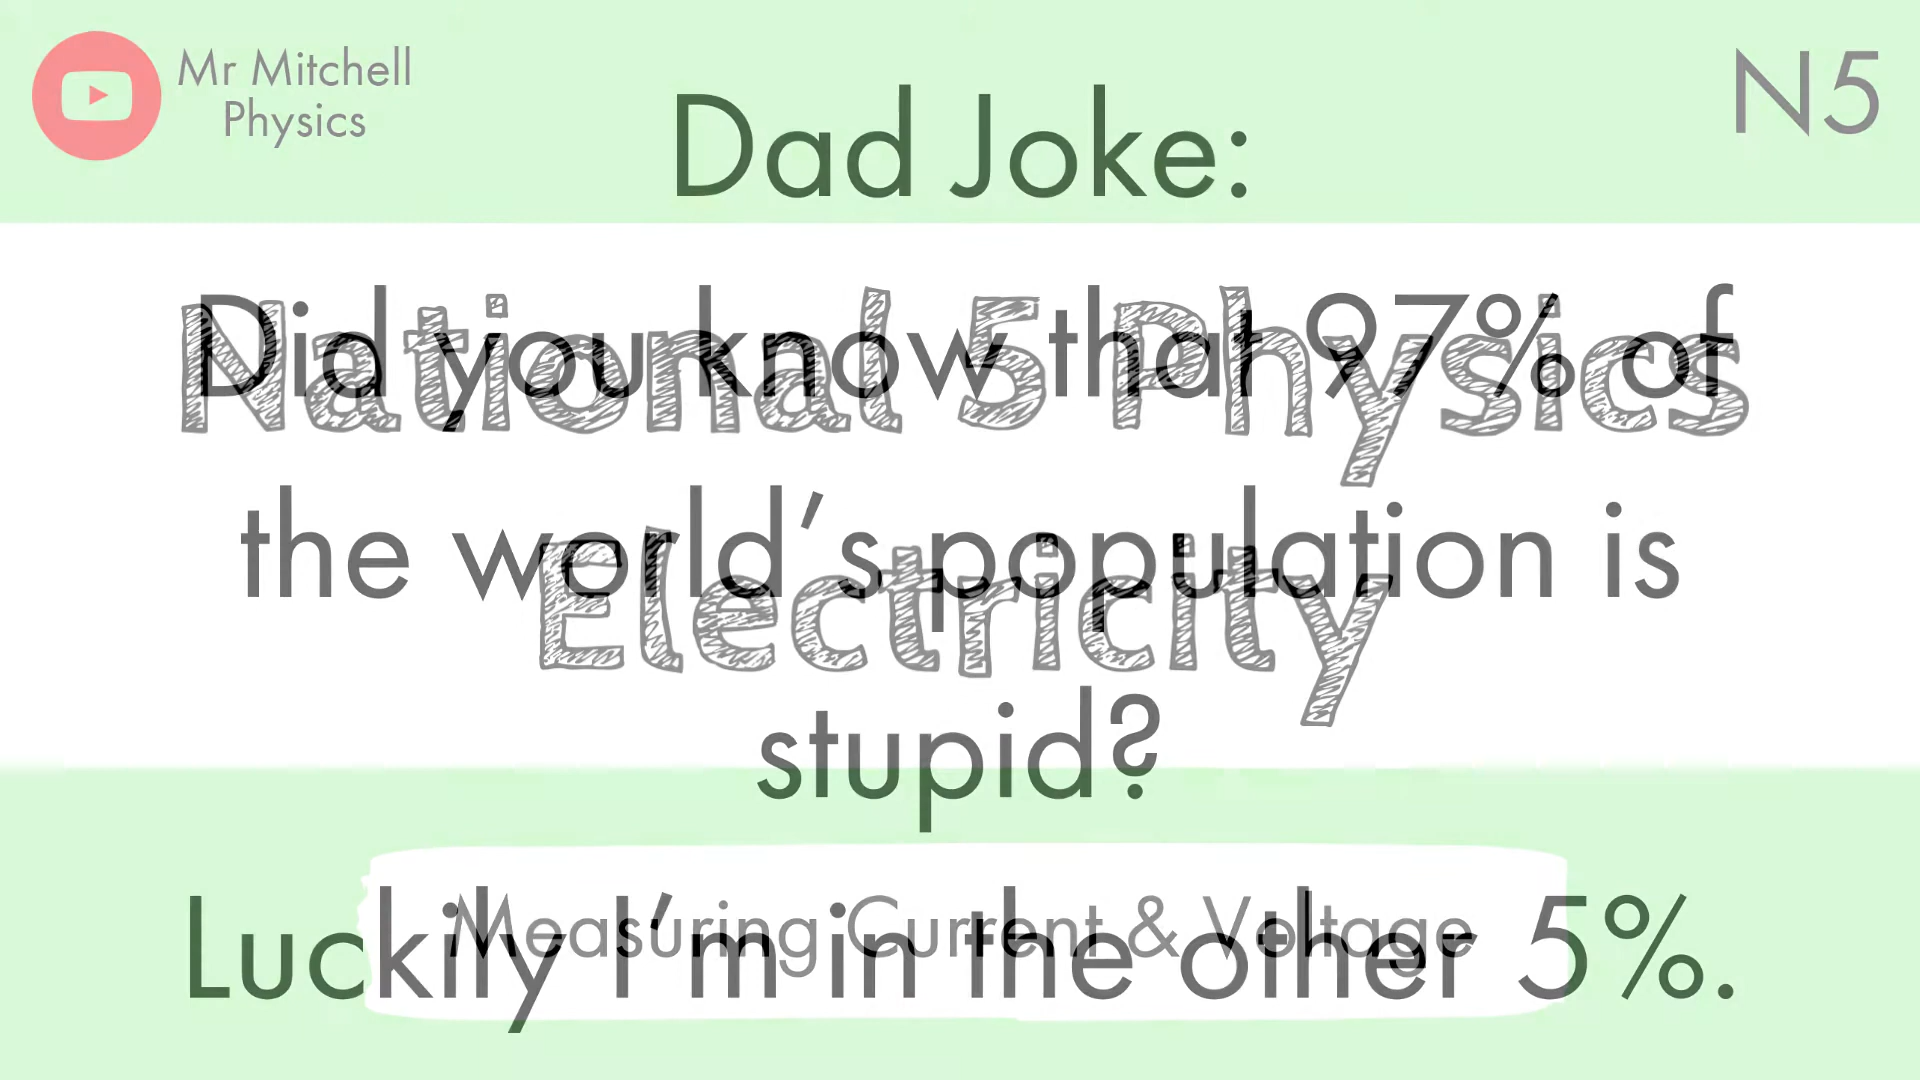 Mr Mitchell
Physics
N5
Dad Joke:
Did you know that 97% of
the world's population is
stupid?
Luckily I'm in the other 5%.
National 5 Physics
Electricity
Measuring Current & Voltage